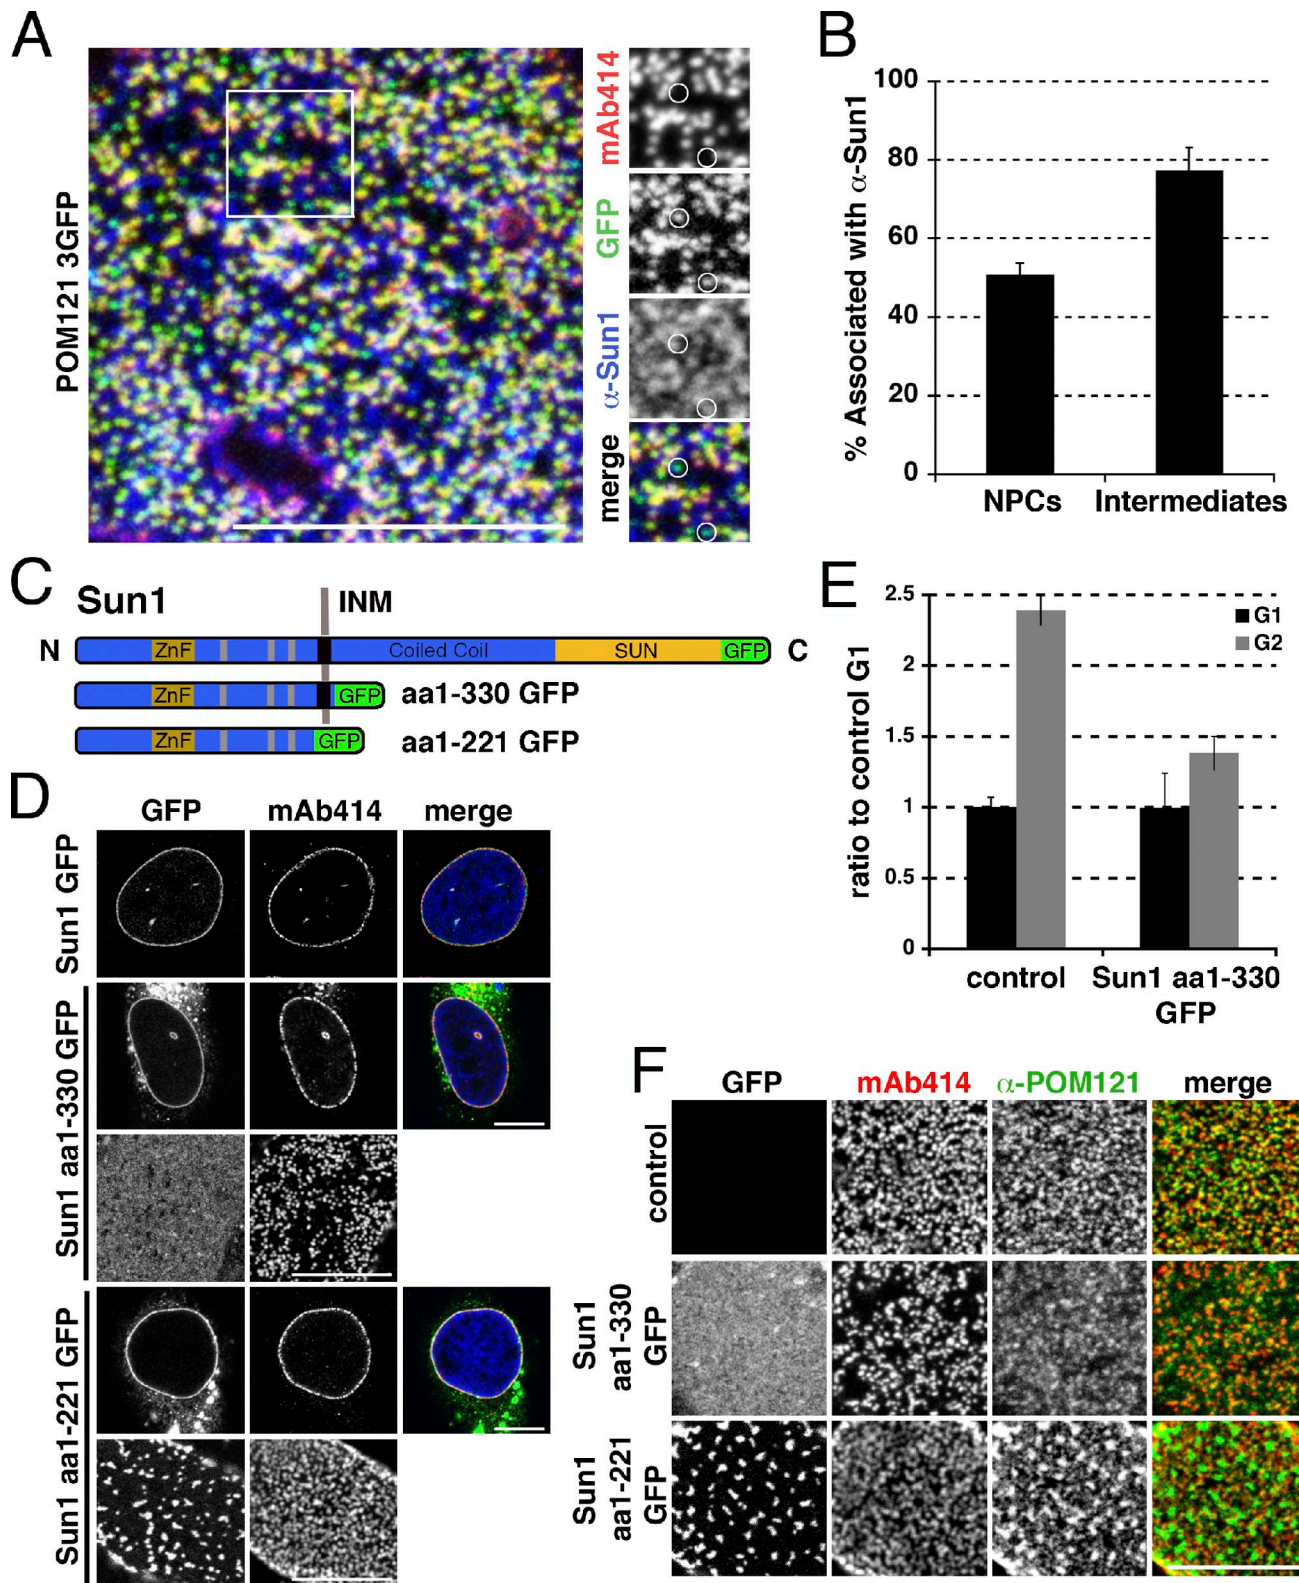 A
POM121 3GFP
mAb414
GFP
α-Sun1
merge
B
% Associated with α-Sun1
100
80
60
40
20
0
NPCs
Intermediates
C
Sun1
INM
N
ZnF
Coiled Coil
SUN
GFP
C
ZnF
GFP
aa1-330 GFP
ZnF
GFP
aa1-221 GFP
D
GFP
mAb414
merge
Sun1 GFP
Sun1 aa1-330 GFP
Sun1 aa1-221 GFP
E
ratio to control G1
2.5
2
1.5
1
0.5
0
G1
G2
control
Sun1 aa1-330
GFP
F
GFP
mAb414
α-POM121
merge
control
Sun1
aa1-330
GFP
Sun1
aa1-221
GFP